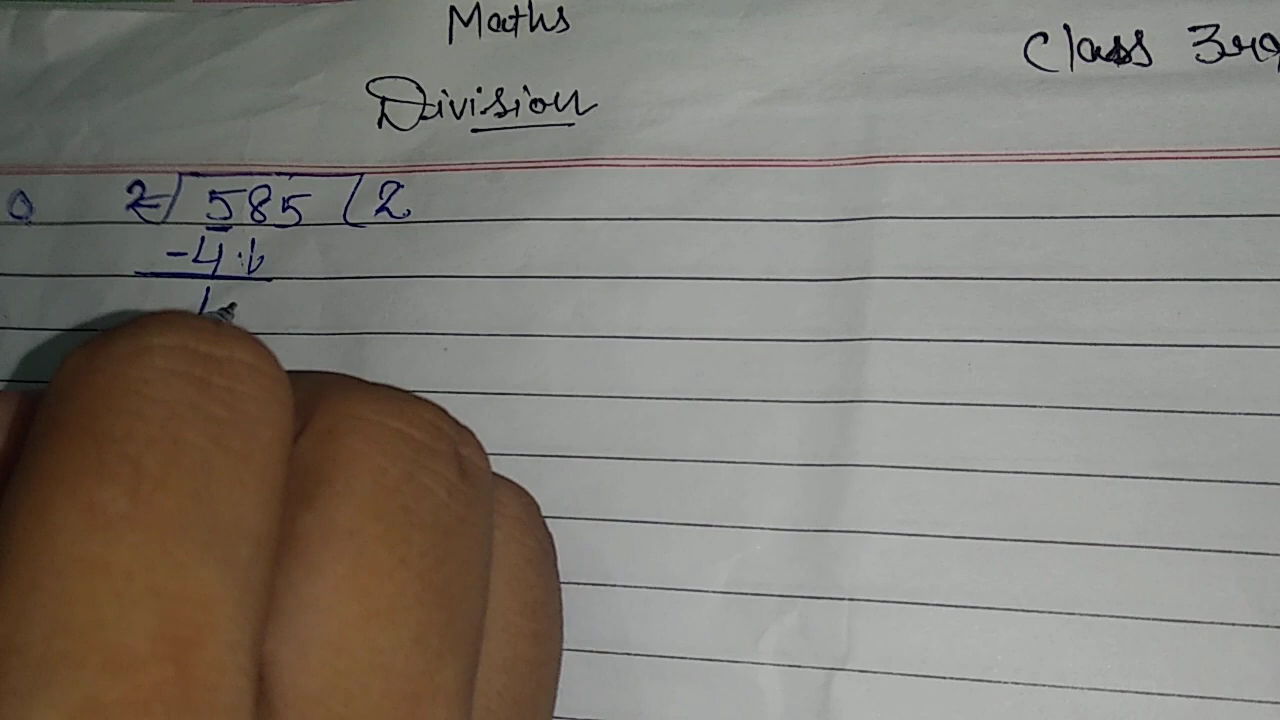 Maths
Class 3rd
Division
2) 585 ( 2
-4 ↓
1